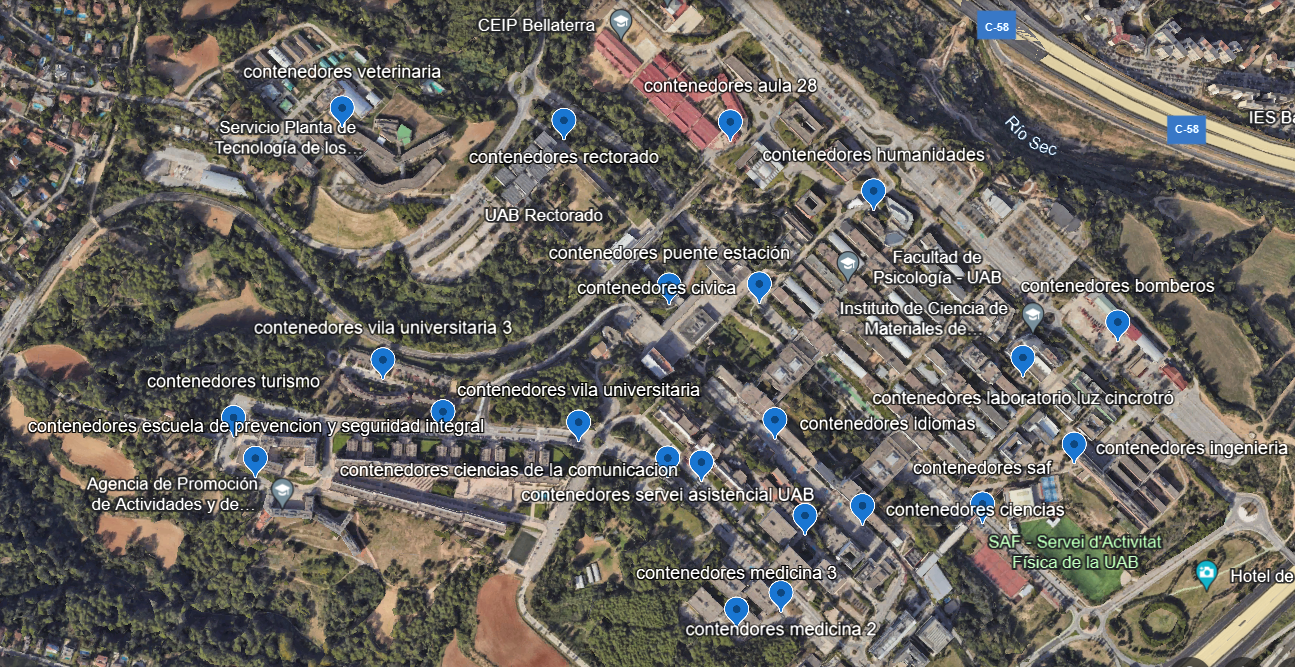 CEIP Bellaterra
C-58
contenedores veterinaria
contenedores aula 28
Servicio Planta de
Tecnología de los...
C-58
IES Ba
Río Sec
contenedores rectorado
contenedores humanidades
UAB Rectorado
contenedores puente estación
Facultad de
Psicología - UAB
contenedores civica
contenedores bomberos
Instituto de Ciencia de
Materiales de...
contenedores vila universitaria 3
contenedores turismo
contenedores vila universitaria
contenedores laboratorio luz cincrotró
contenedores escuela de prevencion y seguridad integral
contenedores Idiomas
contenedores ingenieria
contenedores ciencias de la comunicacion
contenedores saf
Agencia de Promoción
de Actividades y de...
contenedores servei asistencial UAB
contenedores ciencias
SAF - Servei d'Activitat
Física de la UAB
contenedores medicina 3
Hotel de
contendores medicina 2